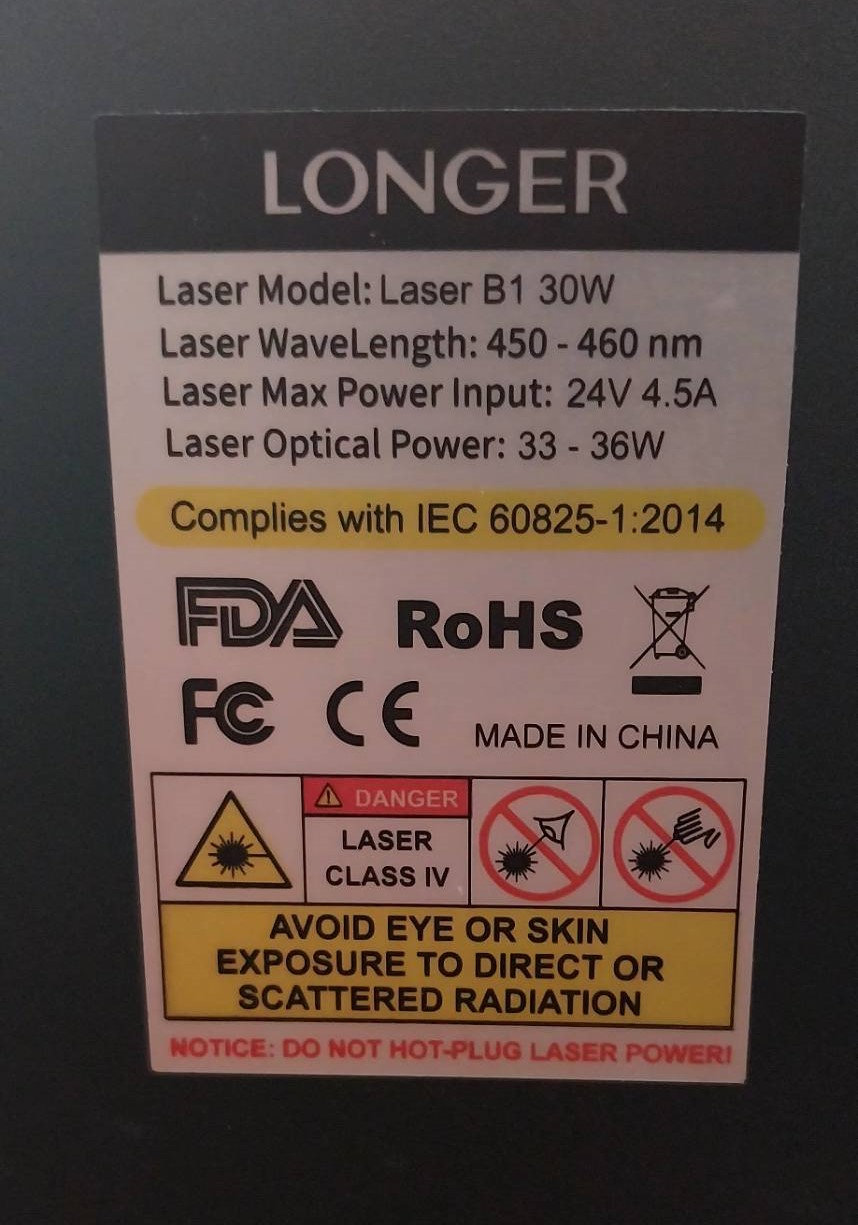 LONGER
Laser Model: Laser B1 30W
Laser WaveLength: 450 - 460 nm
Laser Max Power Input: 24V 4.5A
Laser Optical Power: 33 - 36W
Complies with IEC 60825-1:2014
FDA RoHS
FC CE MADE IN CHINA
DANGER
LASER
CLASS IV
AVOID EYE OR SKIN
EXPOSURE TO DIRECT OR
SCATTERED RADIATION
NOTICE: DO NOT HOT-PLUG LASER POWER!